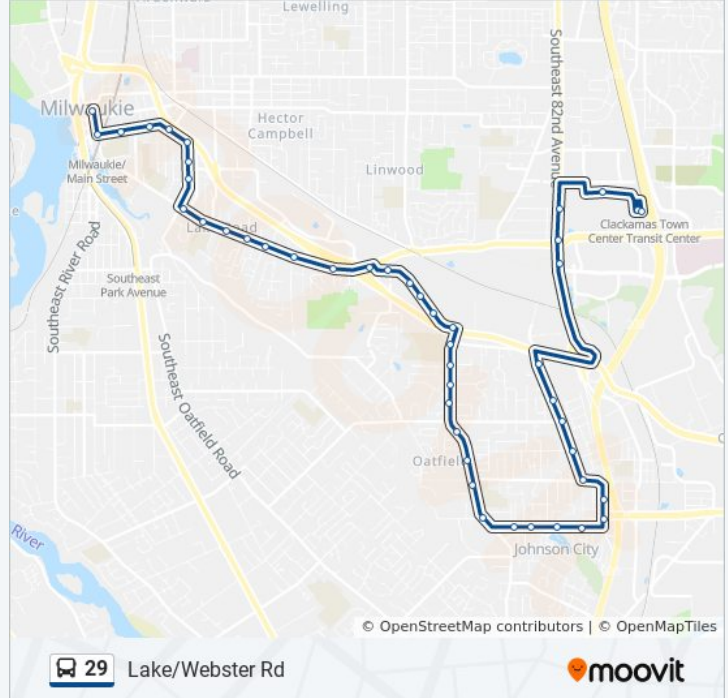 Lewelling
Milwaukie
Hector
Campbell
Southeast 82nd Avenue
Linwood
Milwaukie/
Main Street
Lake Road
Clackamas Town
Center Transit Center
Southeast River Road
Southeast
Park Avenue
Southeast Oatfield Road
Oatfield
River
Johnson City
© OpenStreetMap contributors | © OpenMapTiles
29 Lake/Webster Rd
moovit